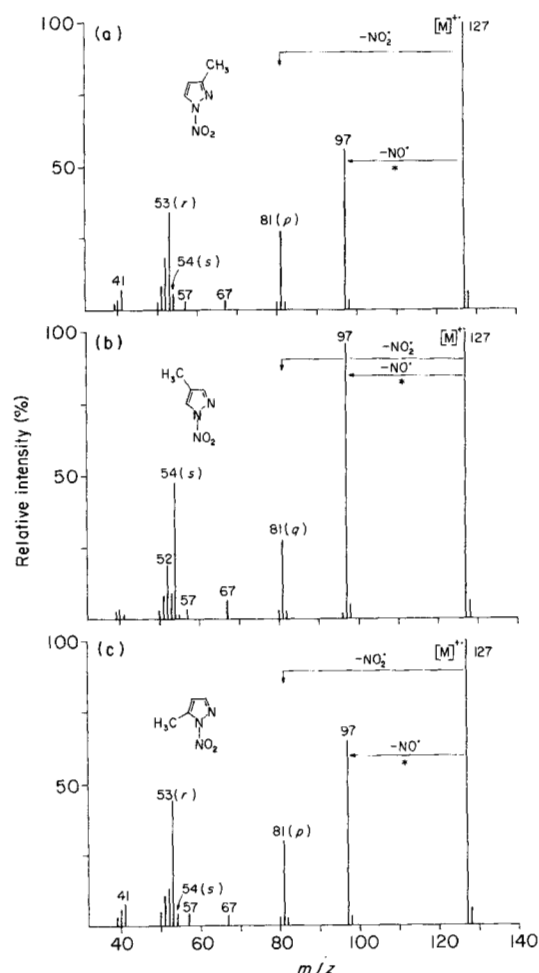 100
(a)
[M]+· 127
–NO2·
CH3
N
N
NO2
97
–NO·
*
50
53(r)
81(p)
54(s)
41
57
67
100
(b)
97
[M]+· 127
–NO2·
–NO·
*
H3C
N
N
NO2
50
54(s)
81(q)
52
57
67
Relative intensity (%)
100
(c)
[M]+· 127
–NO2·
97
–NO·
*
H3C
N
N
NO2
50
53(r)
81(p)
54(s)
41
57
67
40 60 80 100 120 140
m/z